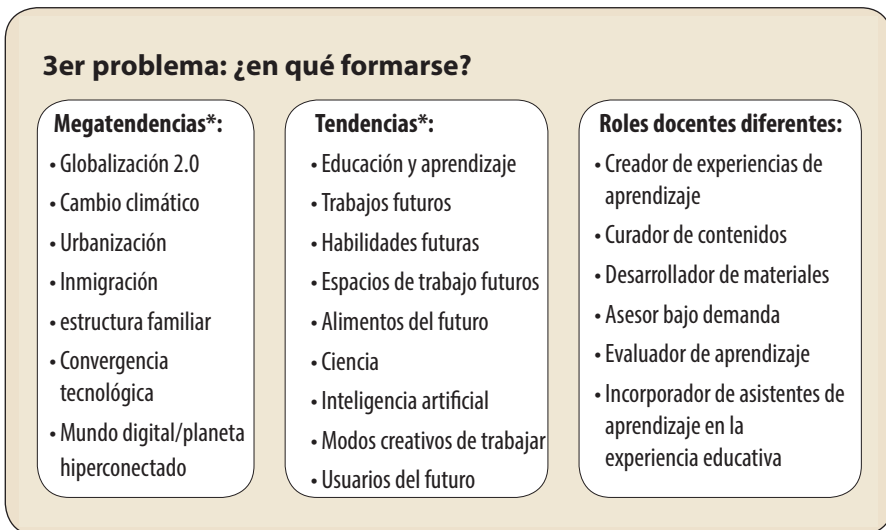 3er problema: ¿en qué formarse?
Megatendencias*:
• Globalización 2.0
• Cambio climático
• Urbanización
• Inmigración
• estructura familiar
• Convergencia
tecnológica
• Mundo digital/planeta
hiperconectado
Tendencias*:
• Educación y aprendizaje
• Trabajos futuros
• Habilidades futuras
• Espacios de trabajo futuros
• Alimentos del futuro
• Ciencia
• Inteligencia artificial
• Modos creativos de trabajar
• Usuarios del futuro
Roles docentes diferentes:
• Creador de experiencias de
aprendizaje
• Curador de contenidos
• Desarrollador de materiales
• Asesor bajo demanda
• Evaluador de aprendizaje
• Incorporador de asistentes de
aprendizaje en la
experiencia educativa